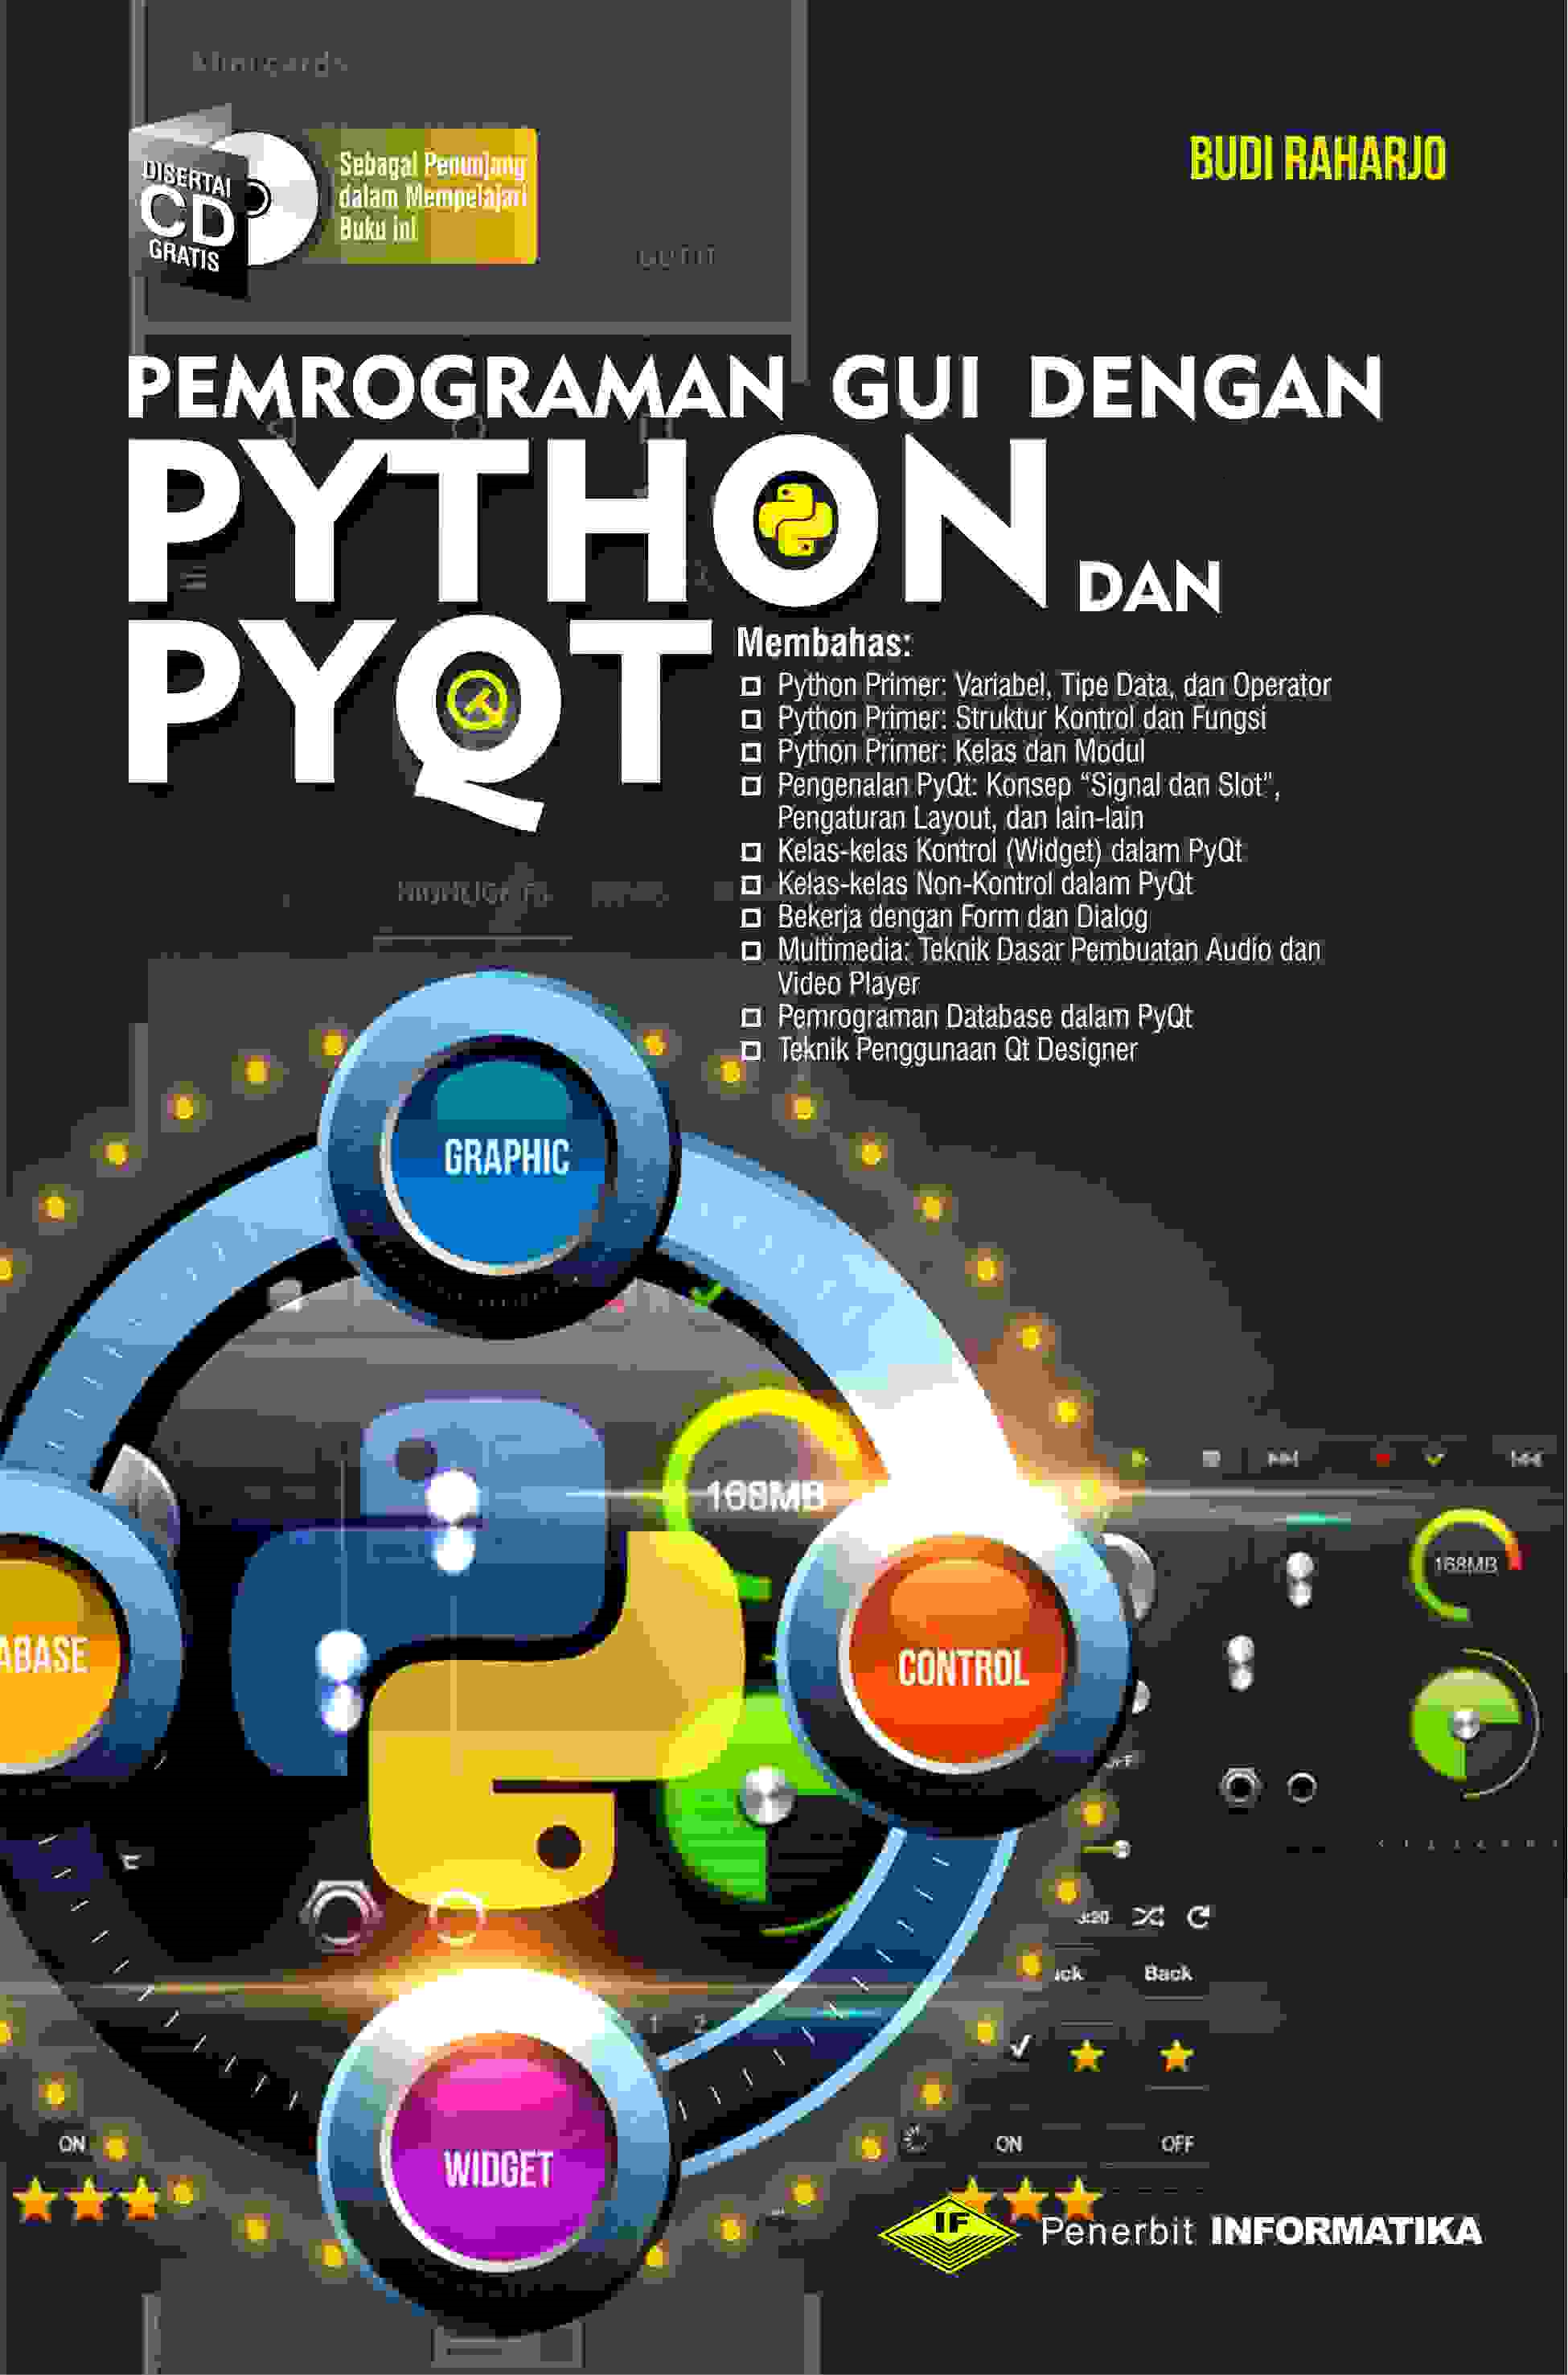 DISERTAI
CD
GRATIS
Sebagai Penunjang
dalam Mempelajari
Buku ini
BUDI RAHARJO
PEMROGRAMAN GUI DENGAN
PYTHON DAN
PYQT
Membahas:
Python Primer: Variabel, Tipe Data, dan Operator
Python Primer: Struktur Kontrol dan Fungsi
Python Primer: Kelas dan Modul
Pengenalan PyQt: Konsep “Signal dan Slot”,
Pengaturan Layout, dan lain-lain
Kelas-kelas Kontrol (Widget) dalam PyQt
Kelas-kelas Non-Kontrol dalam PyQt
Bekerja dengan Form dan Dialog
Multimedia: Teknik Dasar Pembuatan Audio dan
Video Player
Pemrograman Database dalam PyQt
Teknik Penggunaan Qt Designer
GRAPHIC
168MB
168MB
ABASE
CONTROL
Back
1 2
ON
ON OFF
WIDGET
IF
Penerbit INFORMATIKA